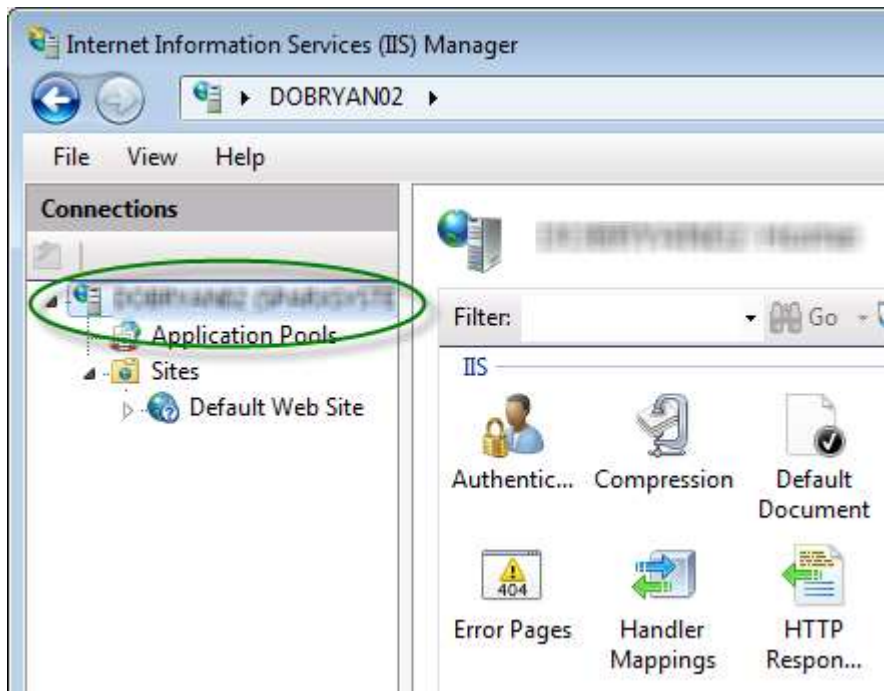 Internet Information Services (IIS) Manager
DOBRYAN02
File View Help
Connections
Application Pools
Filter:
Go
Sites
IIS
Default Web Site
Authentic... Compression Default Document
404
Error Pages Handler Mappings HTTP Respon...